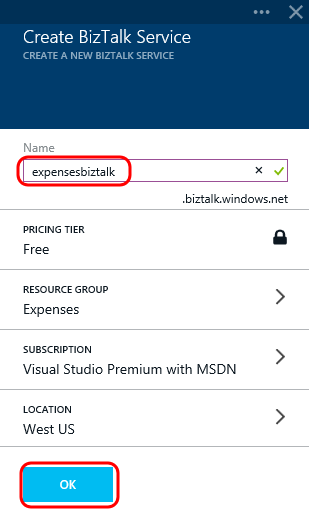 Create BizTalk Service
CREATE A NEW BIZTALK SERVICE
Name
expensesbiztalk
.biztalk.windows.net
PRICING TIER
Free
RESOURCE GROUP
Expenses
SUBSCRIPTION
Visual Studio Premium with MSDN
LOCATION
West US
OK